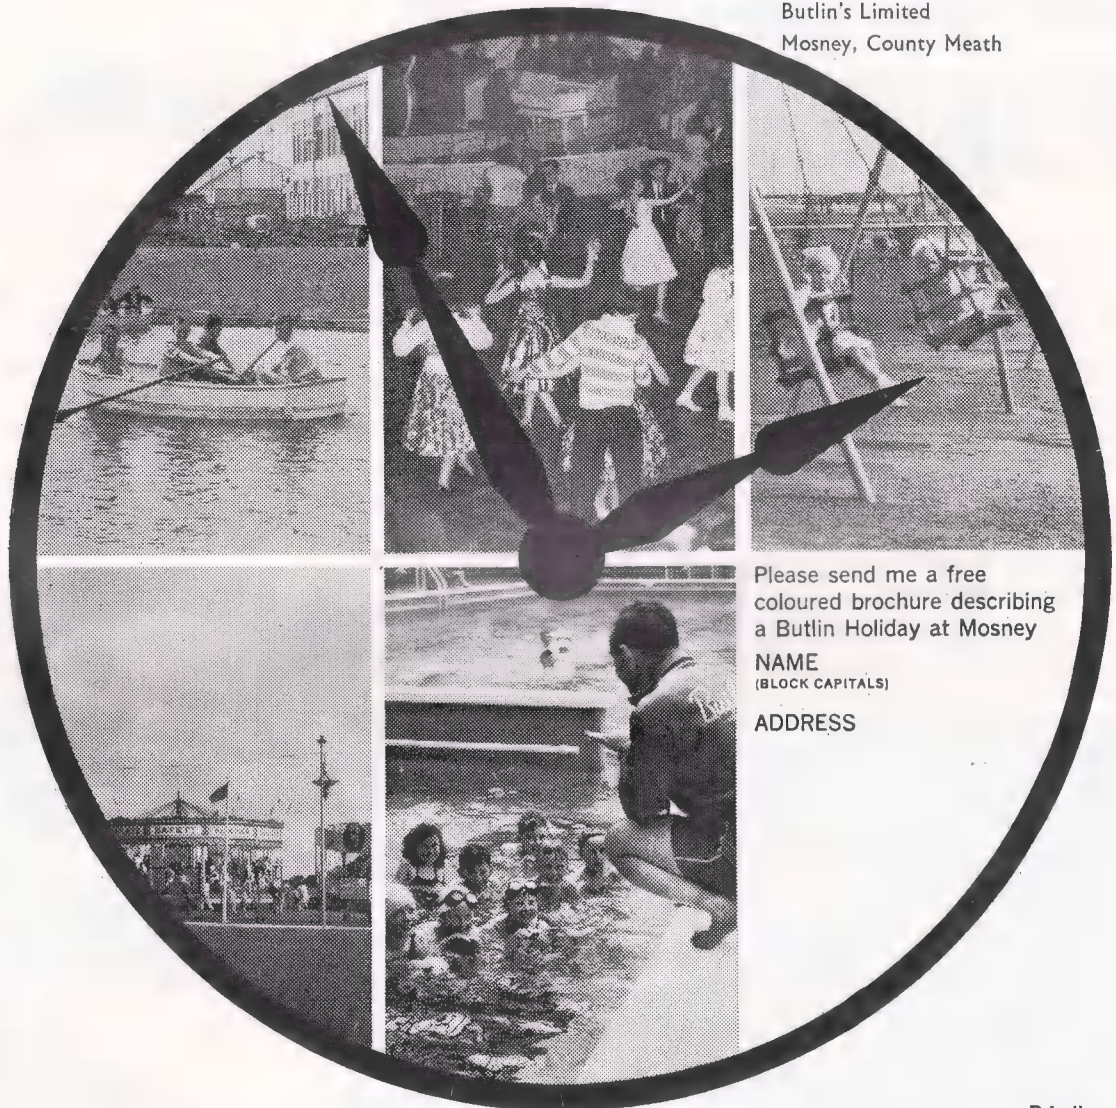 Butlin's Limited
Mosney, County Meath
Please send me a free
coloured brochure describing
a Butlin Holiday at Mosney
NAME
(BLOCK CAPITALS)
ADDRESS